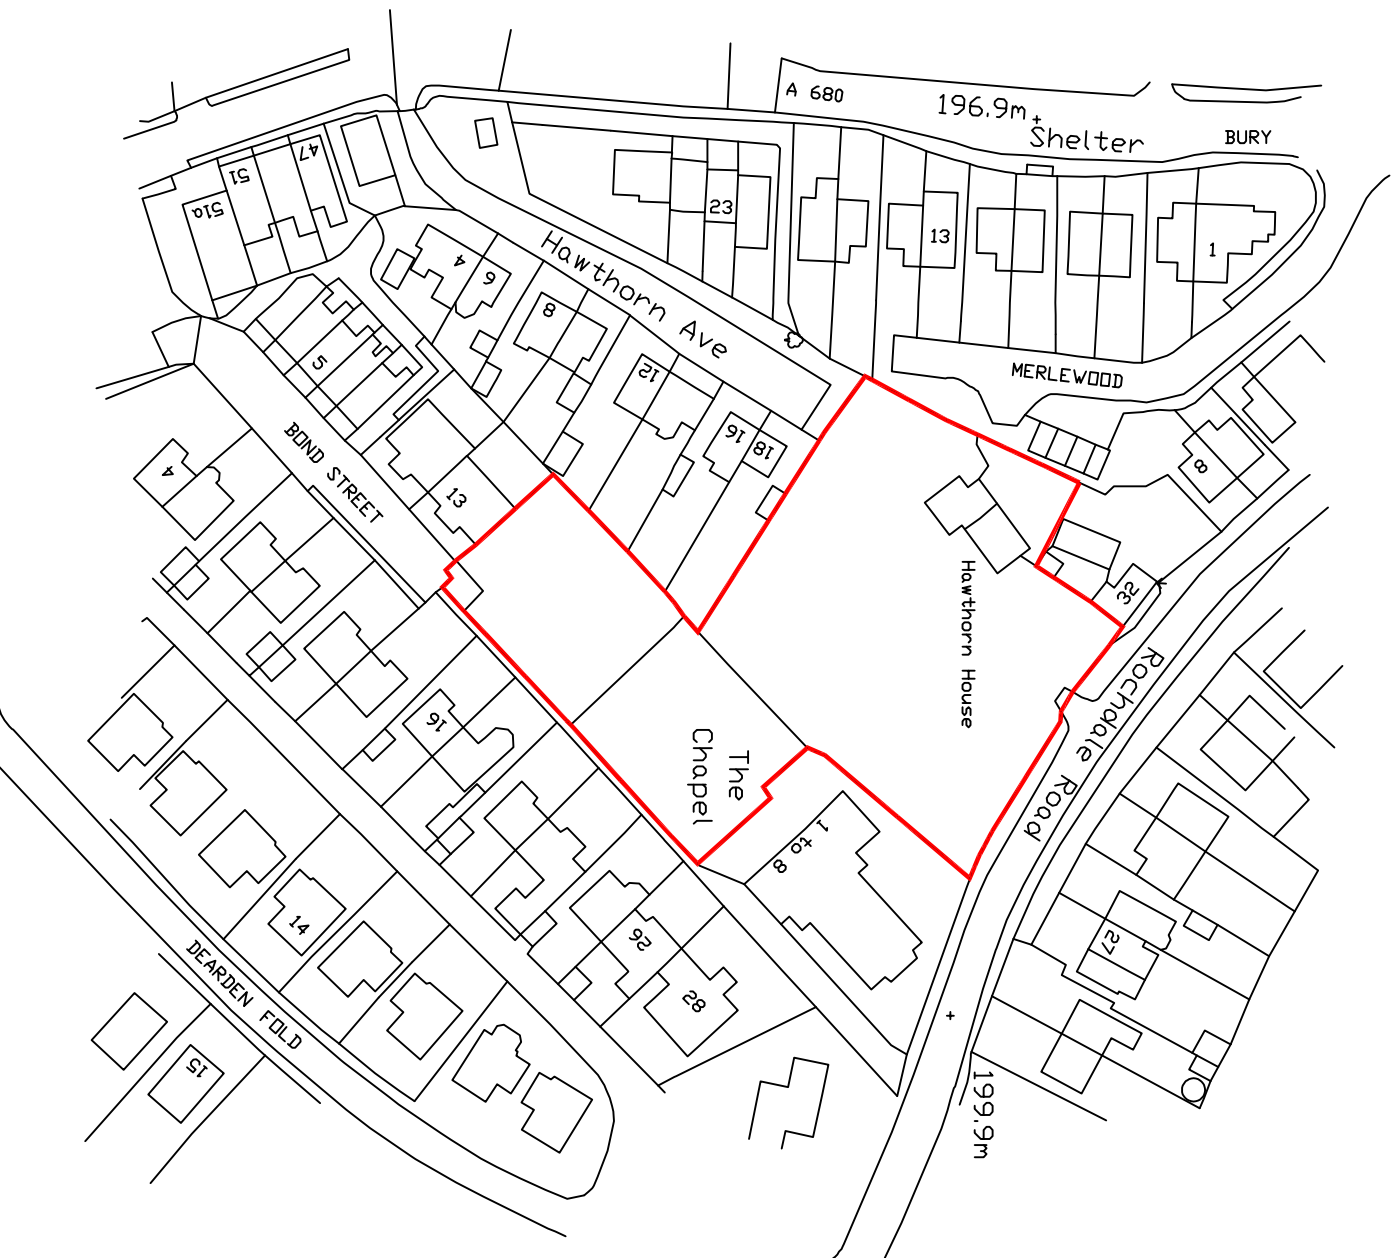 A 680
196.9m
Shelter
BURY
47
51
51a
23
13
1
Hawthorn Ave
4
6
8
5
12
MERLEWOOD
16
18
BOND STREET
13
4
8
32
Hawthorn House
Rochdale Road
16
The
Chapel
1 to 8
14
26
27
28
DEARDEN FOLD
15
199.9m